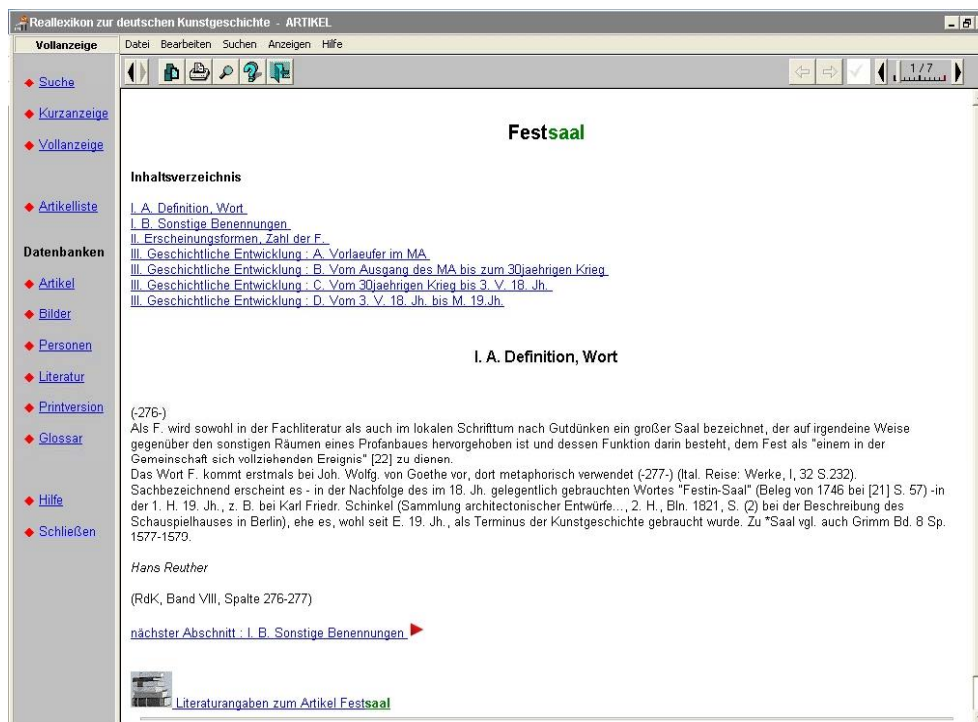 Reallexikon zur deutschen Kunstgeschichte - ARTIKEL
Vollanzeige
Datei Bearbeiten Suchen Anzeigen Hilfe
1/7
Suche
Kurzanzeige
Vollanzeige
Artikelliste
Datenbanken
Artikel
Bilder
Personen
Literatur
Printversion
Glossar
Hilfe
Schließen
Festsaal
Inhaltsverzeichnis
I. A. Definition, Wort
I. B. Sonstige Benennungen
II. Erscheinungsformen, Zahl der F.
III. Geschichtliche Entwicklung : A. Vorlaeufer im MA
III. Geschichtliche Entwicklung : B. Vom Ausgang des MA bis zum 30jaehrigen Krieg
III. Geschichtliche Entwicklung : C. Vom 30jaehrigen Krieg bis 3. V. 18. Jh.
III. Geschichtliche Entwicklung : D. Vom 3. V. 18. Jh. bis M. 19.Jh.
I. A. Definition, Wort
(-276-)
Als F. wird sowohl in der Fachliteratur als auch im lokalen Schrifttum nach Gutdünken ein großer Saal bezeichnet, der auf irgendeine Weise
gegenüber den sonstigen Räumen eines Profanbaues hervorgehoben ist und dessen Funktion darin besteht, dem Fest als "einem in der
Gemeinschaft sich vollziehenden Ereignis" [22] zu dienen.
Das Wort F. kommt erstmals bei Joh. Wolfg. von Goethe vor, dort metaphorisch verwendet (-277-) (Ital. Reise: Werke, I, 32 S.232).
Sachbezeichnend erscheint es - in der Nachfolge des im 18. Jh. gelegentlich gebrauchten Wortes "Festin-Saal" (Beleg von 1746 bei [21] S. 57) -in
der 1. H. 19. Jh., z. B. bei Karl Friedr. Schinkel (Sammlung architectonischer Entwürfe..., 2. H., Bln. 1821, S. (2) bei der Beschreibung des
Schauspielhauses in Berlin), ehe es, wohl seit E. 19. Jh., als Terminus der Kunstgeschichte gebraucht wurde. Zu *Saal vgl. auch Grimm Bd. 8 Sp.
1577-1579.
Hans Reuther
(RdK, Band VIII, Spalte 276-277)
nächster Abschnitt : I. B. Sonstige Benennungen
Literaturangaben zum Artikel Festsaal